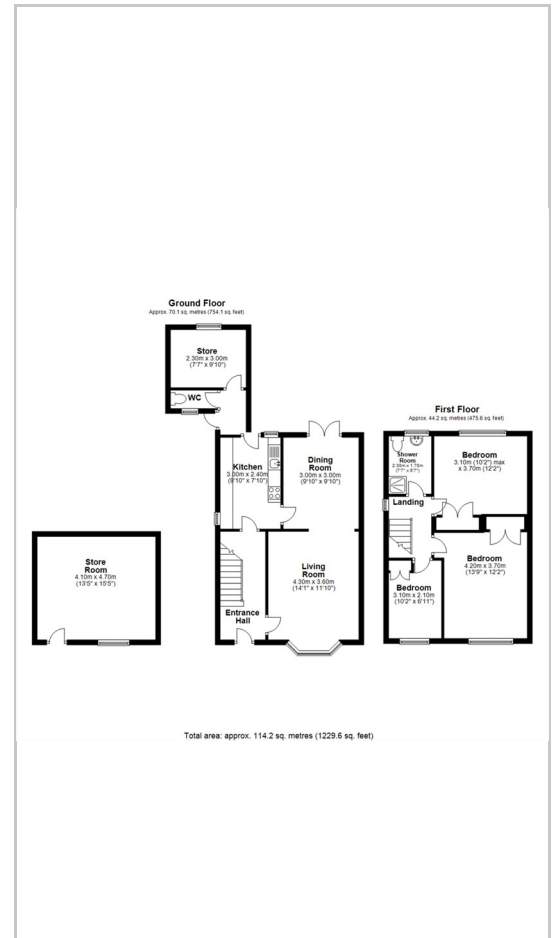 Ground Floor
Approx. 70.1 sq. metres (754.1 sq. feet)
Store
2.30m x 3.00m
(7'7" x 9'10")
WC
Kitchen
3.00m x 2.40m
(9'10" x 7'10")
Dining
Room
3.00m x 3.00m
(9'10" x 9'10")
Store
Room
4.10m x 4.70m
(13'5" x 15'5")
Living
Room
4.30m x 3.60m
(14'1" x 11'10")
Entrance
Hall
First Floor
Approx. 44.2 sq. metres (475.6 sq. feet)
Shower
Room
(7'7" x 5'7")
Bedroom
3.10m (10'2") max
x 3.70m (12'2")
Landing
Bedroom
4.20m x 3.70m
(13'9" x 12'2")
Bedroom
3.10m x 2.10m
(10'2" x 6'11")
Total area: approx. 114.2 sq. metres (1229.6 sq. feet)